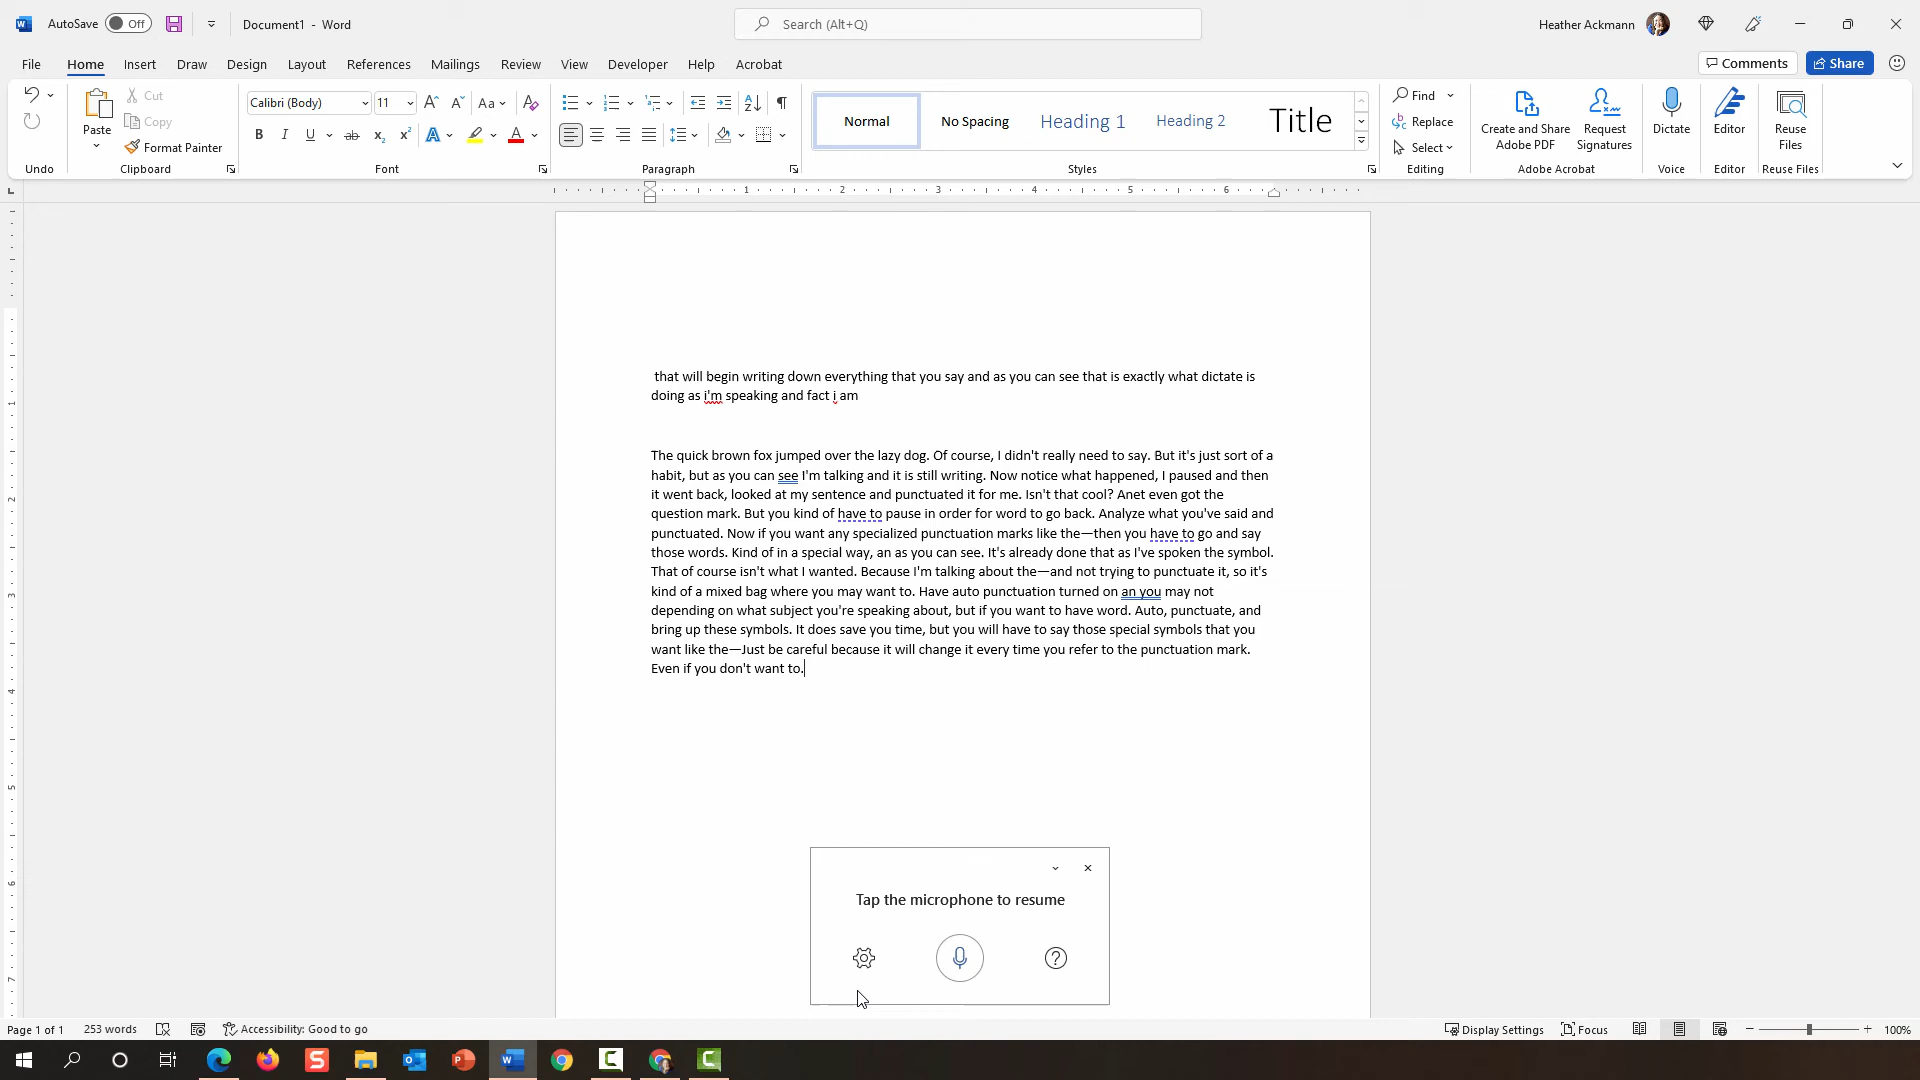 AutoSave Off Document1 - Word Search (Alt+Q) Heather Ackmann
File Home Insert Draw Design Layout References Mailings Review View Developer Help Acrobat Comments Share
Calibri (Body) 11 Aa
Cut
Copy
Format Painter
Paste
B I U ab x₂ x² A A
Normal No Spacing Heading 1 Heading 2 Title
Find
Replace
Select
Create and Share
Adobe PDF
Request
Signatures
Dictate
Editor
Reuse
Files
Undo Clipboard Font Paragraph Styles Editing Adobe Acrobat Voice Editor Reuse Files
1 2 3 4 5 6
that will begin writing down everything that you say and as you can see that is exactly what dictate is
doing as i'm speaking and fact i am
The quick brown fox jumped over the lazy dog. Of course, I didn't really need to say. But it's just sort of a
habit, but as you can see I'm talking and it is still writing. Now notice what happened, I paused and then
it went back, looked at my sentence and punctuated it for me. Isn't that cool? Anet even got the
question mark. But you kind of have to pause in order for word to go back. Analyze what you've said and
punctuated. Now if you want any specialized punctuation marks like the—then you have to go and say
those words. Kind of in a special way, an as you can see. It's already done that as I've spoken the symbol.
That of course isn't what I wanted. Because I'm talking about the—and not trying to punctuate it, so it's
kind of a mixed bag where you may want to. Have auto punctuation turned on an you may not
depending on what subject you're speaking about, but if you want to have word. Auto, punctuate, and
bring up these symbols. It does save you time, but you will have to say those special symbols that you
want like the—Just be careful because it will change it every time you refer to the punctuation mark.
Even if you don't want to.
1
2
3
4
5
6
7
Tap the microphone to resume
Page 1 of 1 253 words Accessibility: Good to go Display Settings Focus 100%